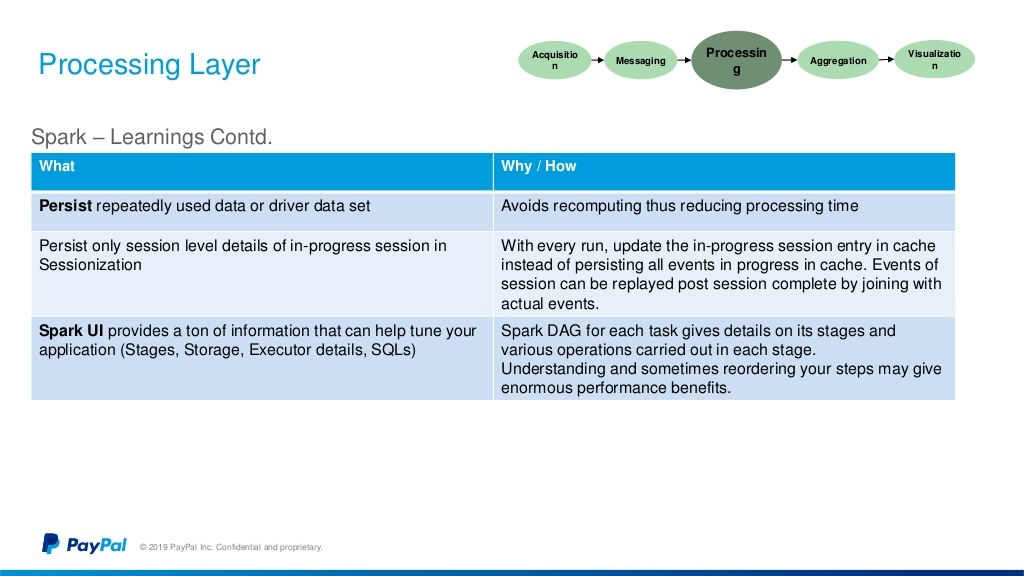 Processing Layer
Acquisitio
n
Messaging
Processin
g
Aggregation
Visualizatio
n
Spark – Learnings Contd.
What
Why / How
Persist repeatedly used data or driver data set
Avoids recomputing thus reducing processing time
Persist only session level details of in-progress session in
Sessionization
With every run, update the in-progress session entry in cache
instead of persisting all events in progress in cache. Events of
session can be replayed post session complete by joining with
actual events.
Spark UI provides a ton of information that can help tune your
application (Stages, Storage, Executor details, SQLs)
Spark DAG for each task gives details on its stages and
various operations carried out in each stage.
Understanding and sometimes reordering your steps may give
enormous performance benefits.
PayPal
© 2019 PayPal Inc. Confidential and proprietary.